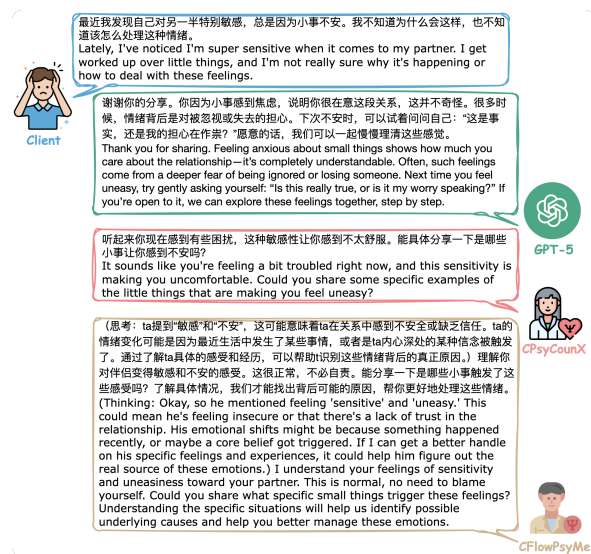 最近我发现自己对另一半特别敏感，总是因为小事不安。我不知道为什么会这样，也不知
道该怎么处理这种情绪。
Lately, I've noticed I'm super sensitive when it comes to my partner. I get
worked up over little things, and I'm not really sure why it's happening or
how to deal with these feelings.
Client
谢谢你的分享。你因为小事感到焦虑，说明你很在意这段关系，这并不奇怪。很多时
候，情绪背后是对被忽视或失去的担心。下次不安时，可以试着问问自己：“这是事
实，还是我的担心在作祟？”愿意的话，我们可以一起慢慢理清这些感觉。
Thank you for sharing. Feeling anxious about small things shows how much you
care about the relationship—it's completely understandable. Often, such feelings
come from a deeper fear of being ignored or losing someone. Next time you feel
uneasy, try gently asking yourself: “Is this really true, or is it my worry speaking?” If
you're open to it, we can explore these feelings together, step by step.
GPT-5
听起来你现在感到有些困扰，这种敏感性让你感到不太舒服。能具体分享一下是哪些
小事让你感到不安吗？
It sounds like you're feeling a bit troubled right now, and this sensitivity is
making you uncomfortable. Could you share some specific examples of
the little things that are making you feel uneasy?
CPsyCounX
（思考：ta提到“敏感”和“不安”，这可能意味着ta在关系中感到不安全或缺乏信任。ta的
情绪变化可能是因为最近生活中发生了某些事情，或者是ta内心深处的某种信念被触发
了。通过了解ta具体的感受和经历，可以帮助t识别这些情绪背后的真正原因。）理解你
对伴侣变得敏感和不安的感受。这很正常，不必自责。能分享一下是哪些小事触发了这
些感受吗？了解具体情况，我们才能找出背后可能的原因，帮你更好地处理这些情绪。
(Thinking: Okay, so he mentioned feeling 'sensitive' and 'uneasy.' This
could mean he's feeling insecure or that there's a lack of trust in the
relationship. His emotional shifts might be because something happened
recently, or maybe a core belief got triggered. If I can get a better handle
on his specific feelings and experiences, it could help him figure out the
real source of these emotions.) I understand your feelings of sensitivity
and uneasiness toward your partner. This is normal, no need to blame
yourself. Could you share what specific small things trigger these feelings?
Understanding the specific situations will help us identify possible
underlying causes and help you better manage these emotions.
CFlowPsyMe